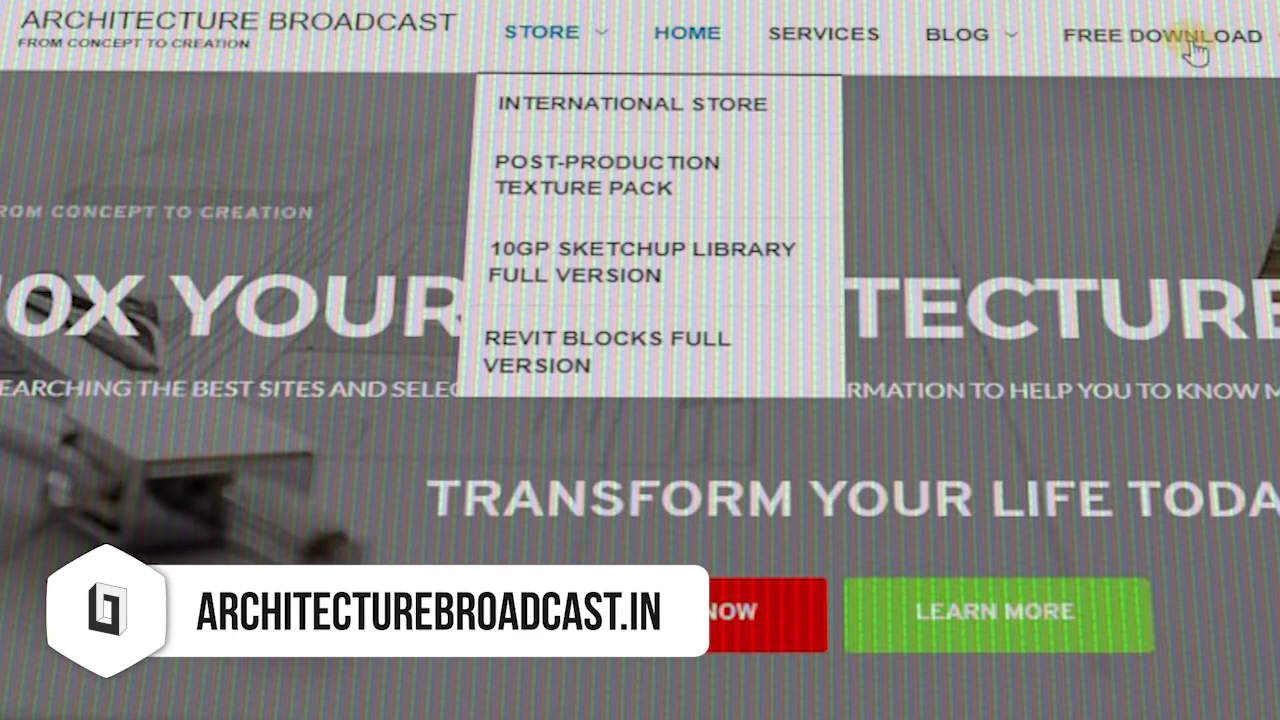 ARCHITECTURE BROADCAST
FROM CONCEPT TO CREATION
STORE HOME SERVICES BLOG FREE DOWNLOAD
INTERNATIONAL STORE
POST-PRODUCTION
TEXTURE PACK
ROM CONCEPT TO CREATION
10GP SKETCHUP LIBRARY
FULL VERSION
10X YOUR TECTURE
REVIT BLOCKS FULL
VERSION
EARCHING THE BEST SITES AND SELEC RMATION TO HELP YOU TO KNOW M
TRANSFORM YOUR LIFE TODA
NOW LEARN MORE
ARCHITECTUREBROADCAST.IN